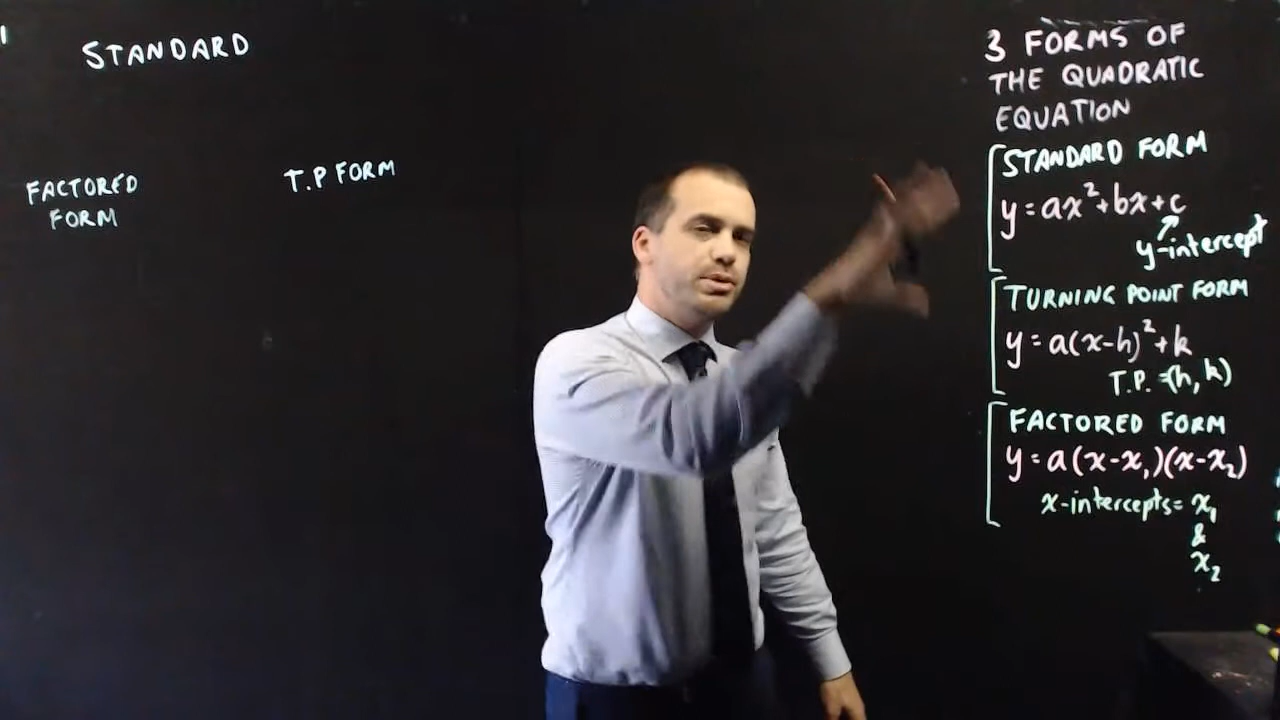 STANDARD
FACTORED
FORM
T.P FORM
3 FORMS OF
THE QUADRATIC
EQUATION
STANDARD FORM
y=ax²+bx+c
y-intercept
TURNING POINT FORM
y=a(x-h)²+k
T.P.=(h,k)
FACTORED FORM
y=a(x-x₁)(x-x₂)
x-intercepts=x₁
&
x₂